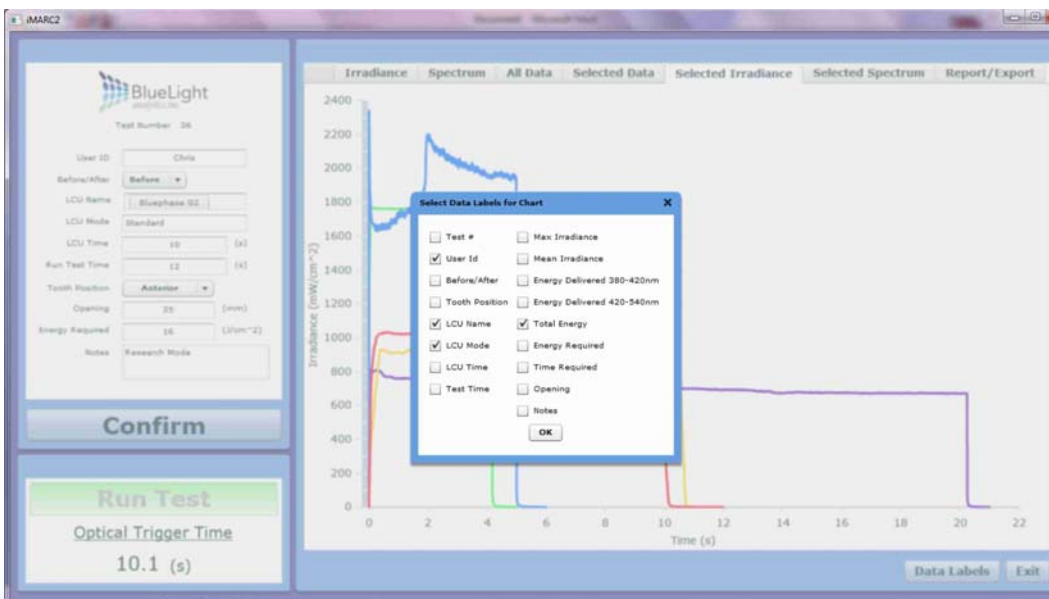 iMARC2
BlueLight
analytics inc.
Test Number 36
User ID Chris
Before/After Before
LCU Name Bluephase G2
LCU Mode Standard
LCU Time 10 (s)
Run Test Time 12 (s)
Tooth Position Anterior
Opening 35 (mm)
Energy Required 16 (J/cm^2)
Notes Research Mode
Confirm
Run Test
Optical Trigger Time
10.1 (s)
Irradiance Spectrum All Data Selected Data Selected Irradiance Selected Spectrum Report/Export
Irradiance (mW/cm^2)
2400
2200
2000
1800
1600
1400
1200
1000
800
600
400
200
0
0 2 4 6 8 10 12 14 16 18 20 22
Time (s)
Select Data Labels for Chart X
Test # Max Irradiance
User Id Mean Irradiance
Before/After Energy Delivered 380-420nm
Tooth Position Energy Delivered 420-540nm
LCU Name Total Energy
LCU Mode Energy Required
LCU Time Time Required
Test Time Opening
Notes
OK
Data Labels Exit